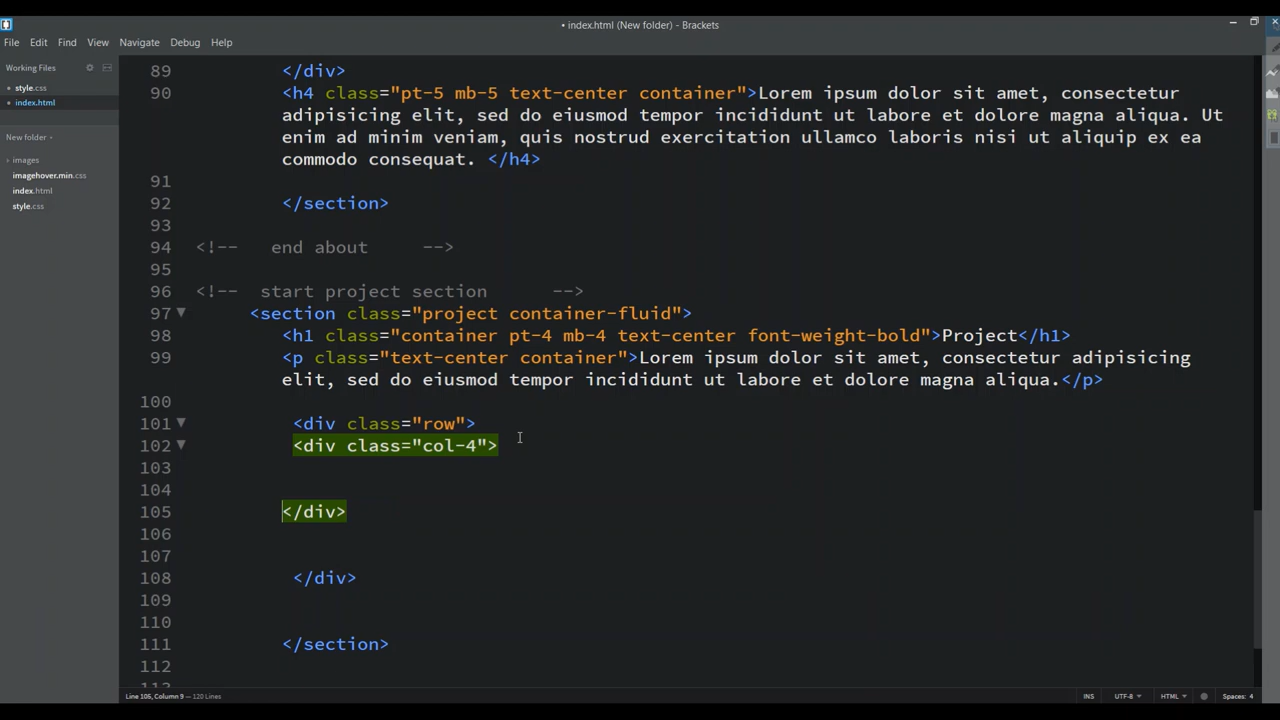 • index.html (New folder) - Brackets
File Edit Find View Navigate Debug Help
Working Files
• style.css
• index.html
New folder
images
imagehover.min.css
index.html
style.css
89 </div>
90 <h4 class="pt-5 mb-5 text-center container">Lorem ipsum dolor sit amet, consectetur
adipisicing elit, sed do eiusmod tempor incididunt ut labore et dolore magna aliqua. Ut
enim ad minim veniam, quis nostrud exercitation ullamco laboris nisi ut aliquip ex ea
commodo consequat. </h4>
91
92 </section>
93
94 <!-- end about -->
95
96 <!-- start project section -->
97 <section class="project container-fluid">
98 <h1 class="container pt-4 mb-4 text-center font-weight-bold">Project</h1>
99 <p class="text-center container">Lorem ipsum dolor sit amet, consectetur adipisicing
elit, sed do eiusmod tempor incididunt ut labore et dolore magna aliqua.</p>
100
101 <div class="row">
102 <div class="col-4">
103
104
105 </div>
106
107
108 </div>
109
110
111 </section>
112
Line 105, Column 9 — 120 Lines
INS UTF-8 HTML Spaces: 4